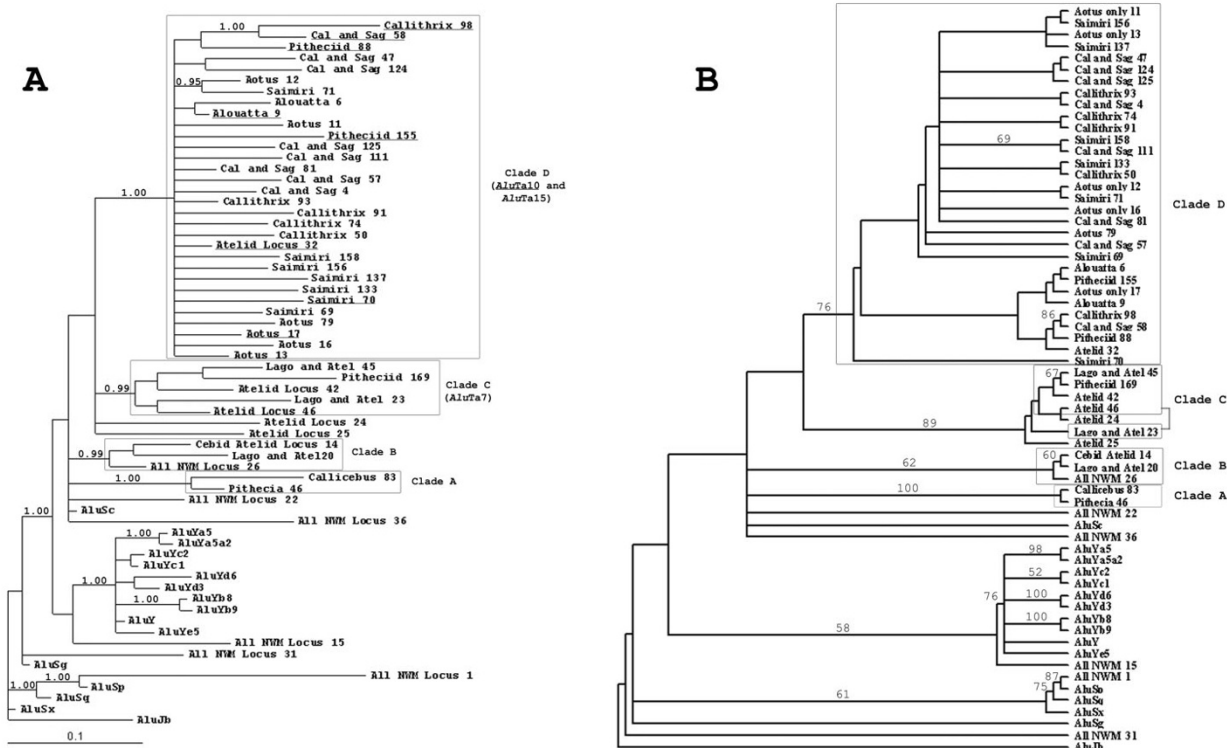 A
1.00
Callithrix 98
Cal and Sag 58
Pitheciid 88
Cal and Sag 47
Cal and Sag 124
0.95
Aotus 12
Saimiri 71
Alouatta 6
Alouatta 9
Aotus 11
Pitheciid 155
Cal and Sag 125
Cal and Sag 111
Cal and Sag 81
Cal and Sag 57
1.00
Cal and Sag 4
Callithrix 93
Callithrix 91
Callithrix 74
Callithrix 50
Atelid Locus 32
Saimiri 158
Saimiri 156
Saimiri 137
Saimiri 133
Saimiri 70
Saimiri 69
Aotus 79
Aotus 17
Aotus 16
Aotus 13
Clade D
(AluTa10 and
AluTa15)
Lago and Atel 45
Pitheciid 169
0.99
Atelid Locus 42
Lago and Atel 23
Atelid Locus 46
Clade C
(AluTa7)
Atelid Locus 24
Atelid Locus 25
Cebid Atelid Locus 14
0.99
Lago and Atel20
All NWM Locus 26
Clade B
1.00
Callicebus 83
Pithecia 46
Clade A
All NWM Locus 22
AluSc
All NWM Locus 36
1.00
1.00
AluYa5
AluYa5a2
AluYc2
AluYc1
1.00
AluYd6
AluYd3
1.00
AluYb8
AluYb9
AluY
AluYe5
All NWM Locus 15
All NWM Locus 31
AluSg
1.00
All NWM Locus 1
1.00
AluSp
AluSq
AluSx
AluJb
0.1
B
Aotus only 11
Saimiri 156
Aotus only 13
Saimiri 137
Cal and Sag 47
Cal and Sag 124
Cal and Sag 125
Callithrix 93
Cal and Sag 4
Callithrix 74
Callithrix 91
69
Saimiri 158
Cal and Sag 111
Saimiri 133
Callithrix 50
Aotus only 12
Saimiri 71
Aotus only 16
Cal and Sag 81
Aotus 79
Cal and Sag 57
Saimiri 69
Clade D
Alouatta 6
Pitheciid 155
Aotus only 17
Alouatta 9
76
86
Callithrix 98
Cal and Sag 58
Pitheciid 88
Atelid 32
Saimiri 70
67
Lago and Atel 45
Pitheciid 169
Atelid 42
Atelid 46
Atelid 24
89
Lago and Atel 23
Atelid 25
Clade C
60
Cebid Atelid 14
62
Lago and Atel 20
All NWM 26
Clade B
100
Callicebus 83
Pithecia 46
Clade A
All NWM 22
AluSc
All NWM 36
98
AluYa5
AluYa5a2
52
AluYc2
AluYc1
76
100
AluYd6
AluYd3
100
AluYb8
AluYb9
58
AluY
AluYe5
All NWM 15
87
All NWM 1
75
AluSp
61
AluSq
AluSx
AluSg
All NWM 31
AluJb